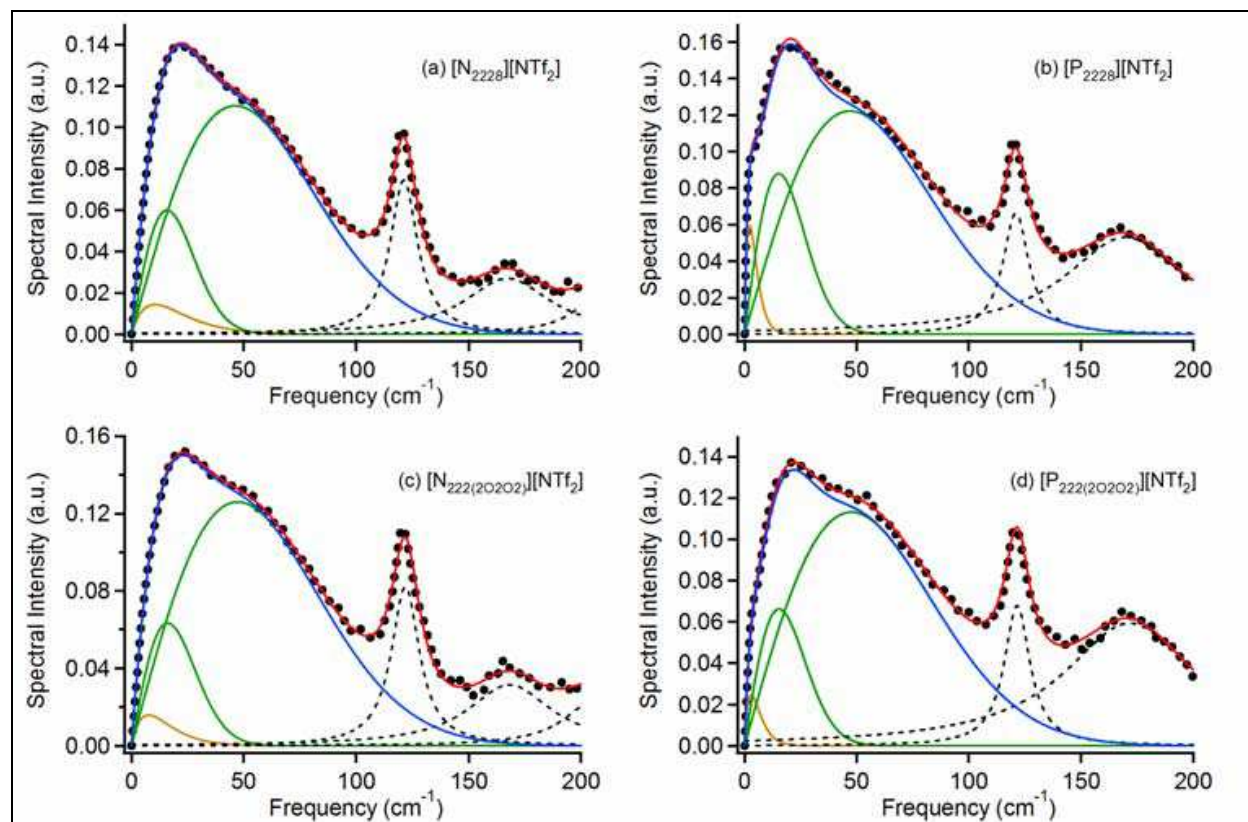 (a) [N2228][NTf2]
Spectral Intensity (a.u.)
0.14
0.12
0.10
0.08
0.06
0.04
0.02
0.00
0 50 100 150 200
Frequency (cm-1)
(b) [P2228][NTf2]
Spectral Intensity (a.u.)
0.16
0.14
0.12
0.10
0.08
0.06
0.04
0.02
0.00
0 50 100 150 200
Frequency (cm-1)
(c) [N222(2O2O2)][NTf2]
Spectral Intensity (a.u.)
0.16
0.12
0.08
0.04
0.00
0 50 100 150 200
Frequency (cm-1)
(d) [P222(2O2O2)][NTf2]
Spectral Intensity (a.u.)
0.14
0.12
0.10
0.08
0.06
0.04
0.02
0.00
0 50 100 150 200
Frequency (cm-1)